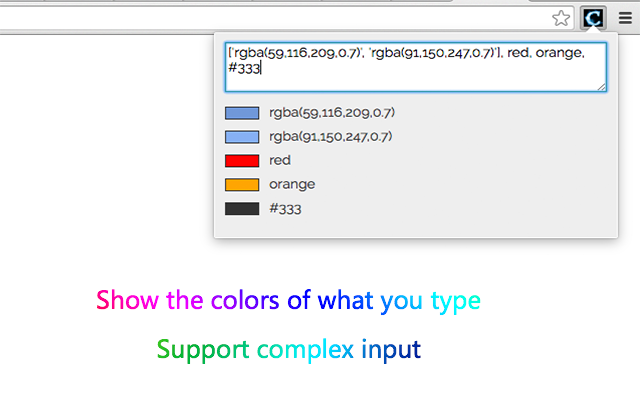 C
['rgba(59,116,209,0.7)', 'rgba(91,150,247,0.7)'], red, orange,
#333
rgba(59,116,209,0.7)
rgba(91,150,247,0.7)
red
orange
#333
Show the colors of what you type
Support complex input